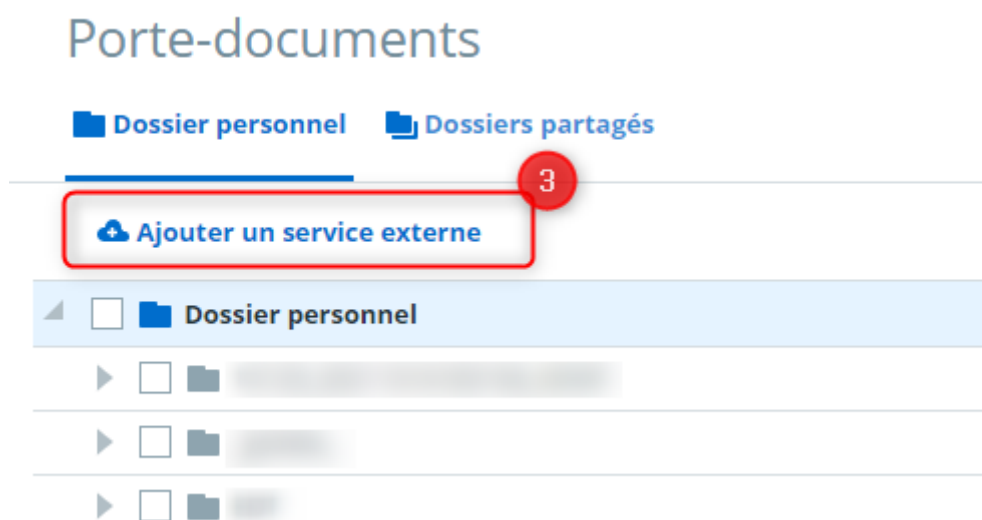 Porte-documents
Dossier personnel Dossiers partagés
3
Ajouter un service externe
Dossier personnel